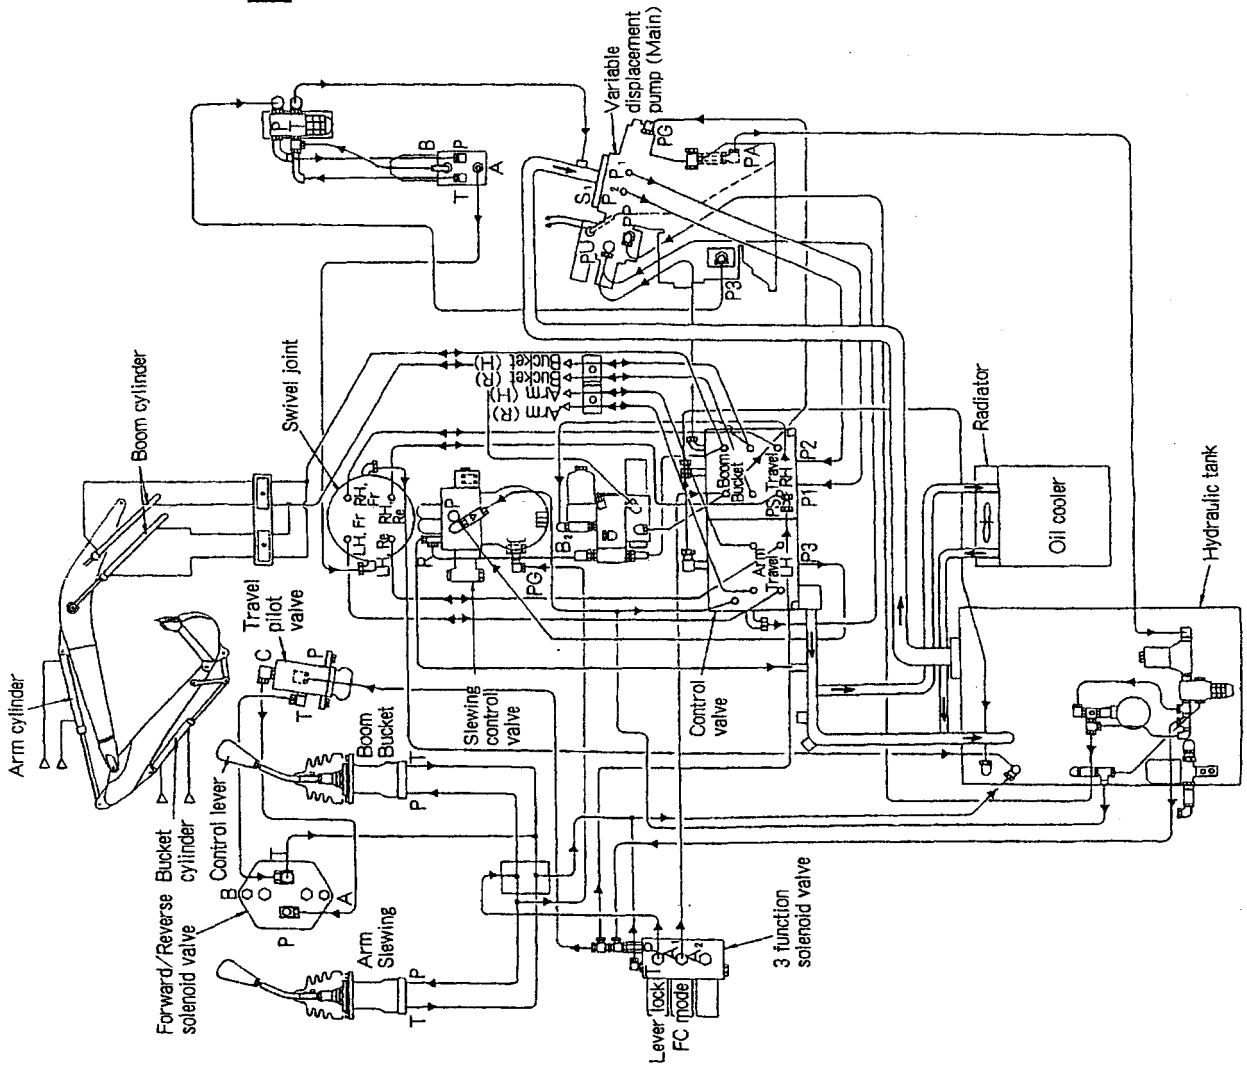 Arm cylinder
Forward/Reverse
solenoid valve
Bucket
cylinder
Control lever
Travel
pilot
valve
Boom cylinder
Swivel joint
Variable
displacement
pump (Main)
P
T
B
P
T
A
S1
P1
P2
PU
PG
PA
P3
B
A
P
T
C
T
P
Arm
Slewing
T
P
Boom
Bucket
P
T
LH, Fr
RH, Fr
LH, Re
RH, Re
P
R
PG
B2
Slewing
control
valve
Arm (R)
Arm (H)
Bucket (R)
Bucket (H)
Boom
Bucket
Travel
RH
Arm
Travel
LH
P3
P1
P2
Control
valve
Lever lock
FC mode
T
P
3 function
solenoid valve
Radiator
Oil cooler
Hydraulic tank